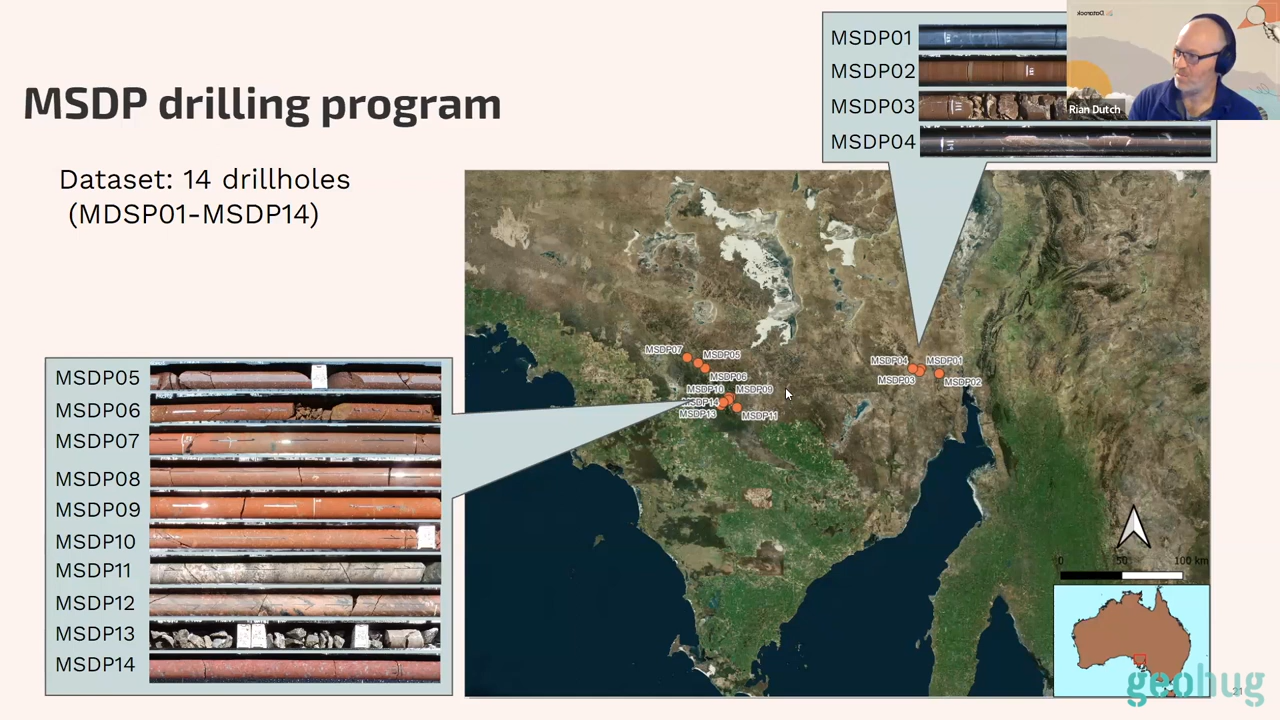 MSDP drilling program
Dataset: 14 drillholes
(MDSP01-MSDP14)
MSDP01
MSDP02
MSDP03
MSDP04
Rian Dutch
MSDP05
MSDP06
MSDP07
MSDP08
MSDP09
MSDP10
MSDP11
MSDP12
MSDP13
MSDP14
MSDP07
MSDP05
MSDP06
MSDP10
MSDP09
MSDP14
MSDP13
MSDP11
MSDP04
MSDP01
MSDP03
MSDP02
0 50 100 km
geohug
21